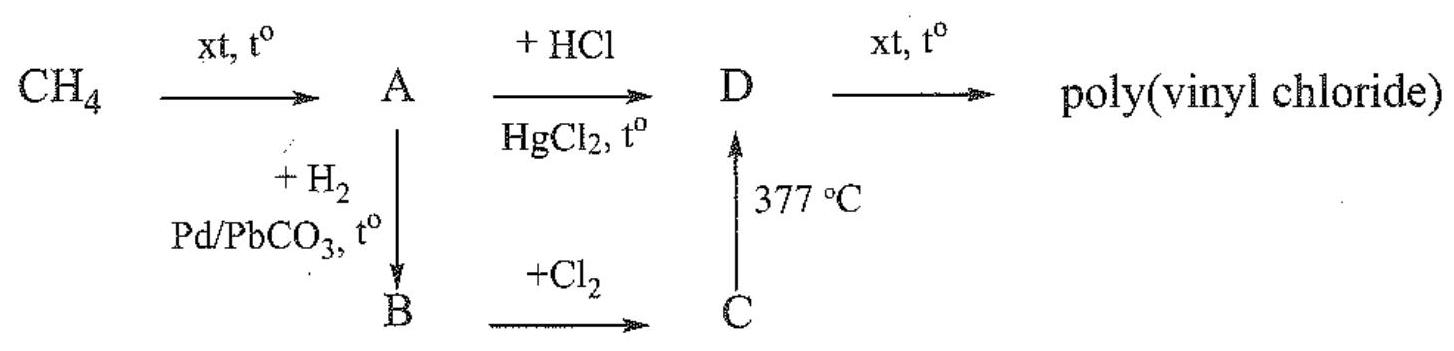 xt, t° + HCl xt, t°
CH₄ A D poly(vinyl chloride)
HgCl₂, t°
+ H₂
377 °C
Pd/PbCO₃, t°
+Cl₂
B C